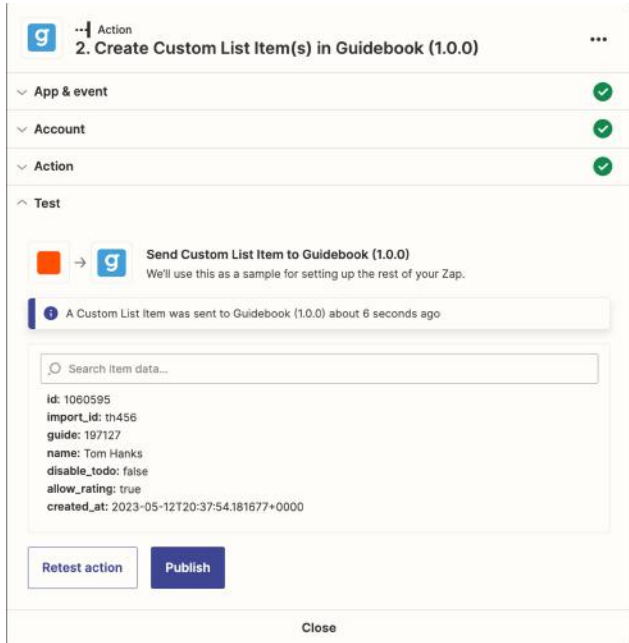 g
Action
2. Create Custom List Item(s) in Guidebook (1.0.0)
App & event
Account
Action
Test
g
Send Custom List Item to Guidebook (1.0.0)
We'll use this as a sample for setting up the rest of your Zap.
A Custom List Item was sent to Guidebook (1.0.0) about 6 seconds ago
Search item data...
id: 1060595
import_id: th456
guide: 197127
name: Tom Hanks
disable_todo: false
allow_rating: true
created_at: 2023-05-12T20:37:54.181677+0000
Retest action
Publish
Close